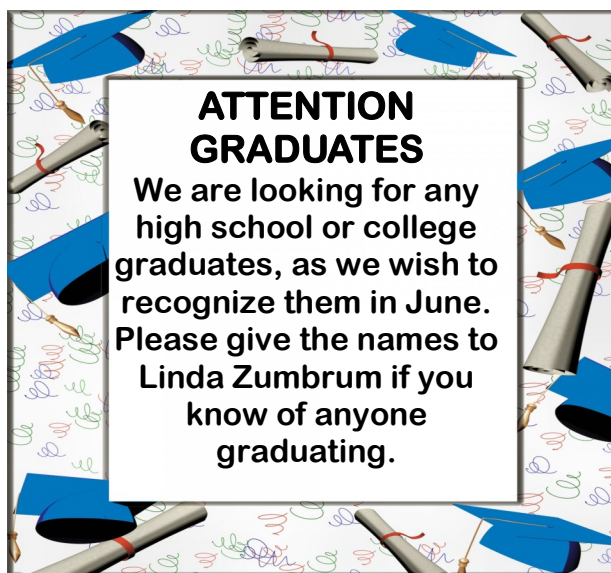 ATTENTION
GRADUATES
We are looking for any
high school or college
graduates, as we wish to
recognize them in June.
Please give the names to
Linda Zumbrum if you
know of anyone
graduating.